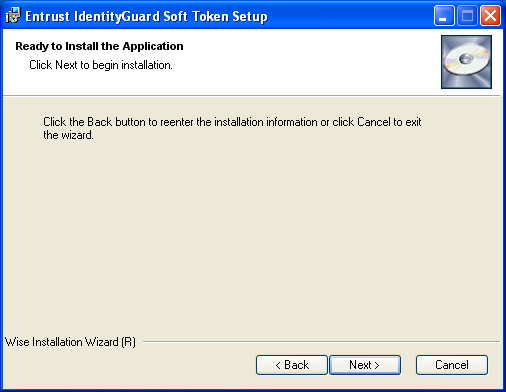 Entrust IdentityGuard Soft Token Setup
Ready to Install the Application
Click Next to begin installation.
Click the Back button to reenter the installation information or click Cancel to exit
the wizard.
Wise Installation Wizard (R)
< Back
Next >
Cancel